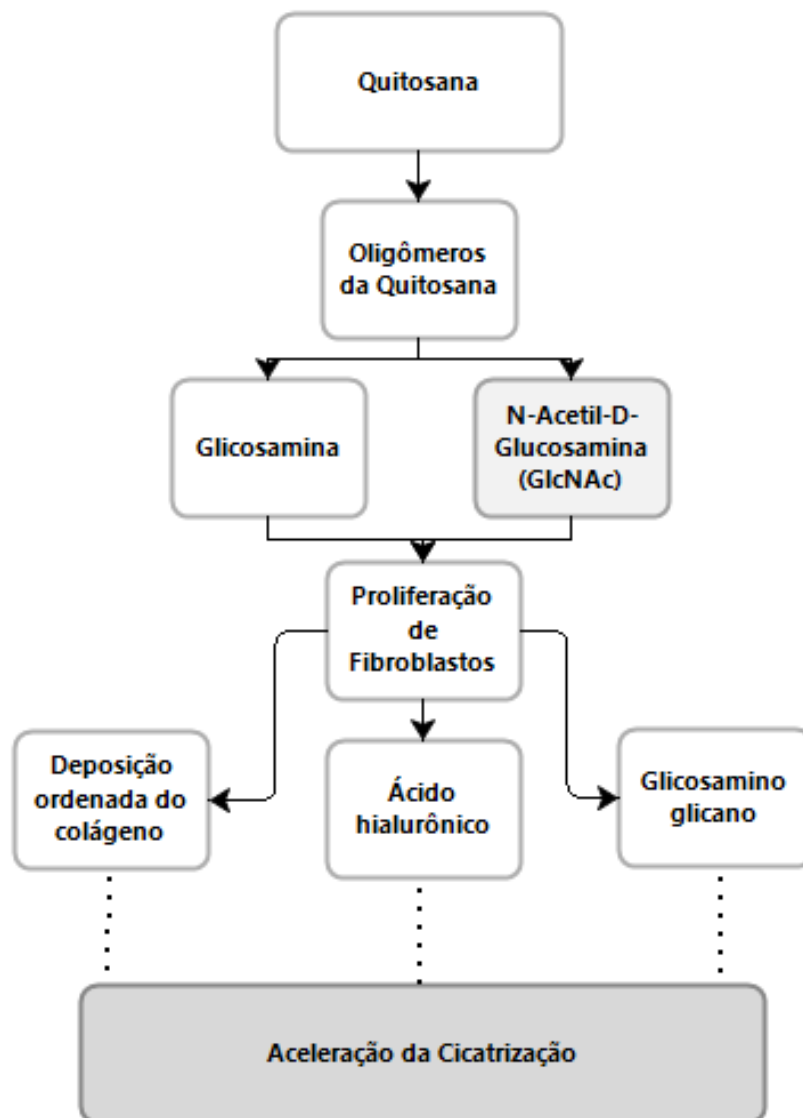 Quitosana
Oligômeros
da Quitosana
Glicosamina
N-Acetil-D-
Glucosamina
(GlcNAc)
Proliferação
de
Fibroblastos
Deposição
ordenada do
colágeno
Ácido
hialurônico
Glicosamino
glicano
Aceleração da Cicatrização